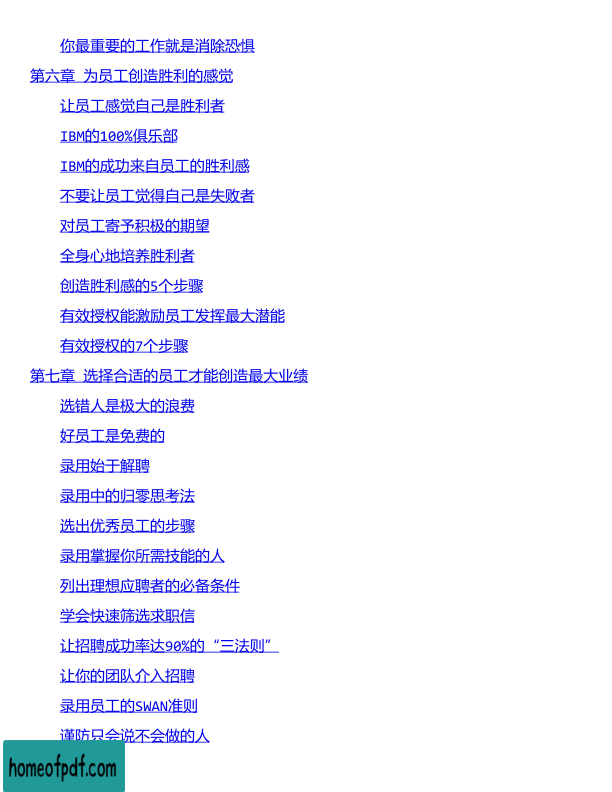 你最重要的工作就是消除恐惧
第六章 为员工创造胜利的感觉
让员工感觉自己是胜利者
IBM的100%俱乐部
IBM的成功来自员工的胜利感
不要让员工觉得自己是失败者
对员工寄予积极的期望
全身心地培养胜利者
创造胜利感的5个步骤
有效授权能激励员工发挥最大潜能
有效授权的7个步骤
第七章 选择合适的员工才能创造最大业绩
选错人是极大的浪费
好员工是免费的
录用始于解聘
录用中的归零思考法
选出优秀员工的步骤
录用掌握你所需技能的人
列出理想应聘者的必备条件
学会快速筛选求职信
让招聘成功率达90%的“三法则”
让你的团队介入招聘
录用员工的SWAN准则
谨防只会说不会做的人
homeofpdf.com